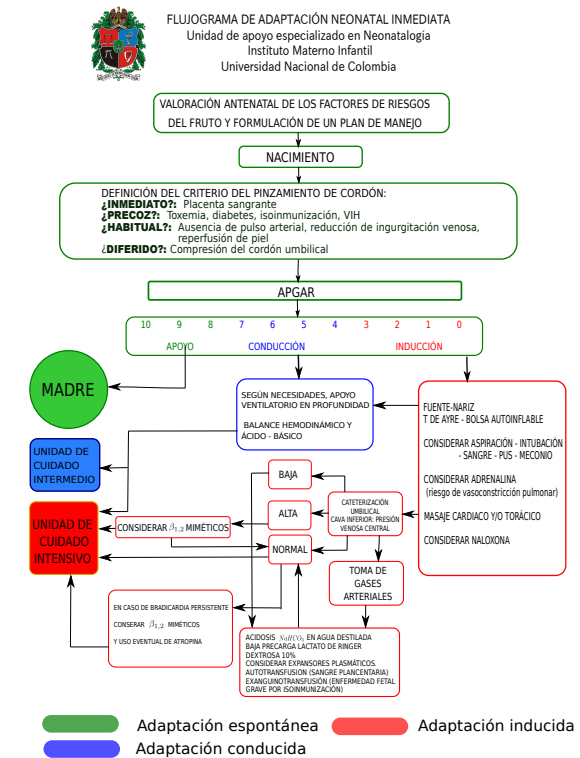 FLUJOGRAMA DE ADAPTACIÓN NEONATAL INMEDIATA
Unidad de apoyo especializado en Neonatalogía
Instituto Materno Infantil
Universidad Nacional de Colombia
VALORACIÓN ANTENATAL DE LOS FACTORES DE RIESGOS
DEL FRUTO Y FORMULACIÓN DE UN PLAN DE MANEJO
NACIMIENTO
DEFINICIÓN DEL CRITERIO DEL PINZAMIENTO DE CORDÓN:
¿INMEDIATO?: Placenta sangrante
¿PRECOZ?: Toxemia, diabetes, isoinmunización, VIH
¿HABITUAL?: Ausencia de pulso arterial, reducción de ingurgitación venosa,
reperfusión de piel
¿DIFERIDO?: Compresión del cordón umbilical
APGAR
10 9 8 7 6 5 4 3 2 1 0
APOYO CONDUCCIÓN INDUCCIÓN
MADRE
SEGÚN NECESIDADES, APOYO
VENTILATORIO EN PROFUNDIDAD
BALANCE HEMODINÁMICO Y
ÁCIDO - BÁSICO
FUENTE-NARIZ
T DE AYRE - BOLSA AUTOINFLABLE
CONSIDERAR ASPIRACIÓN - INTUBACIÓN
- SANGRE - PUS - MECONIO
CONSIDERAR ADRENALINA
(riesgo de vasoconstricción pulmonar)
MASAJE CARDIACO Y/O TORÁCICO
CONSIDERAR NALOXONA
UNIDAD DE
CUIDADO
INTERMEDIO
UNIDAD DE
CUIDADO
INTENSIVO
CONSIDERAR β1,2 MIMÉTICOS
BAJA
ALTA
NORMAL
CATETERIZACIÓN
UMBILICAL
CAVA INFERIOR: PRESIÓN
VENOSA CENTRAL
TOMA DE
GASES
ARTERIALES
EN CASO DE BRADICARDIA PERSISTENTE
CONSERAR β1,2 MIMÉTICOS
Y USO EVENTUAL DE ATROPINA
ACIDOSIS NaHCO3 EN AGUA DESTILADA
BAJA PRECARGA LACTATO DE RINGER
DEXTROSA 10%
CONSIDERAR EXPANSORES PLASMÁTICOS.
AUTOTRANSFUSIÓN (SANGRE PLANCENTARIA)
EXANGUINOTRANSFUSIÓN (ENFERMEDAD FETAL
GRAVE POR ISOINMUNIZACIÓN)
Adaptación espontánea
Adaptación inducida
Adaptación conducida